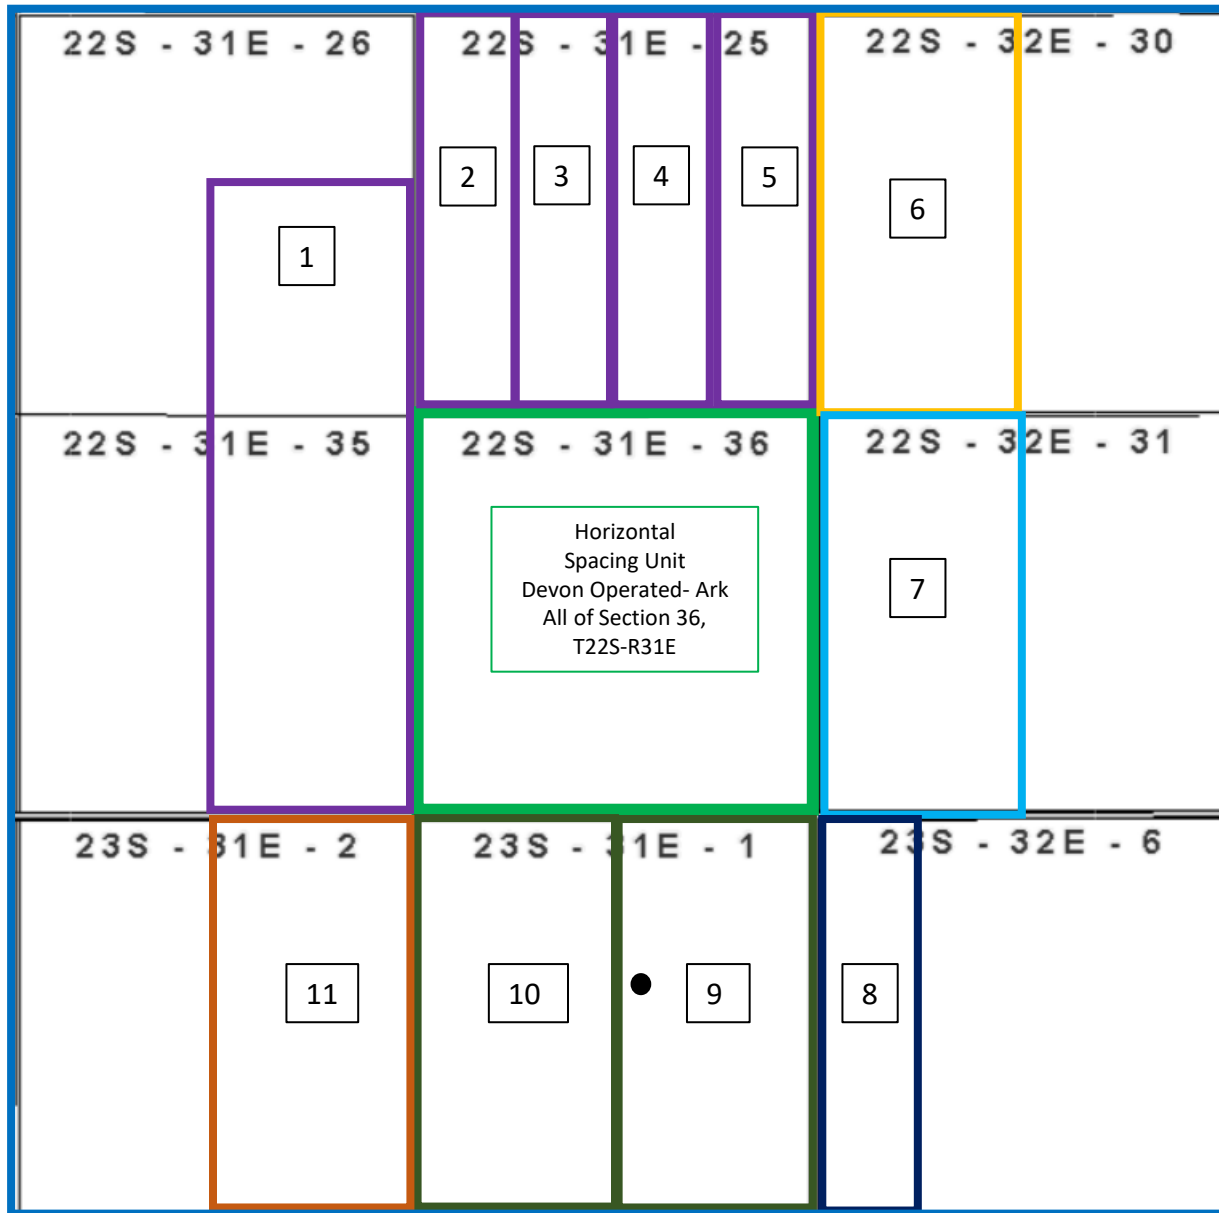 22S - 31E - 26
22S - 31E - 25
22S - 32E - 30
2
3
4
5
6
1
22S - 31E - 35
22S - 31E - 36
22S - 32E - 31
Horizontal
Spacing Unit
Devon Operated- Ark
All of Section 36,
T22S-R31E
7
23S - 31E - 2
23S - 31E - 1
23S - 32E - 6
11
10
9
8